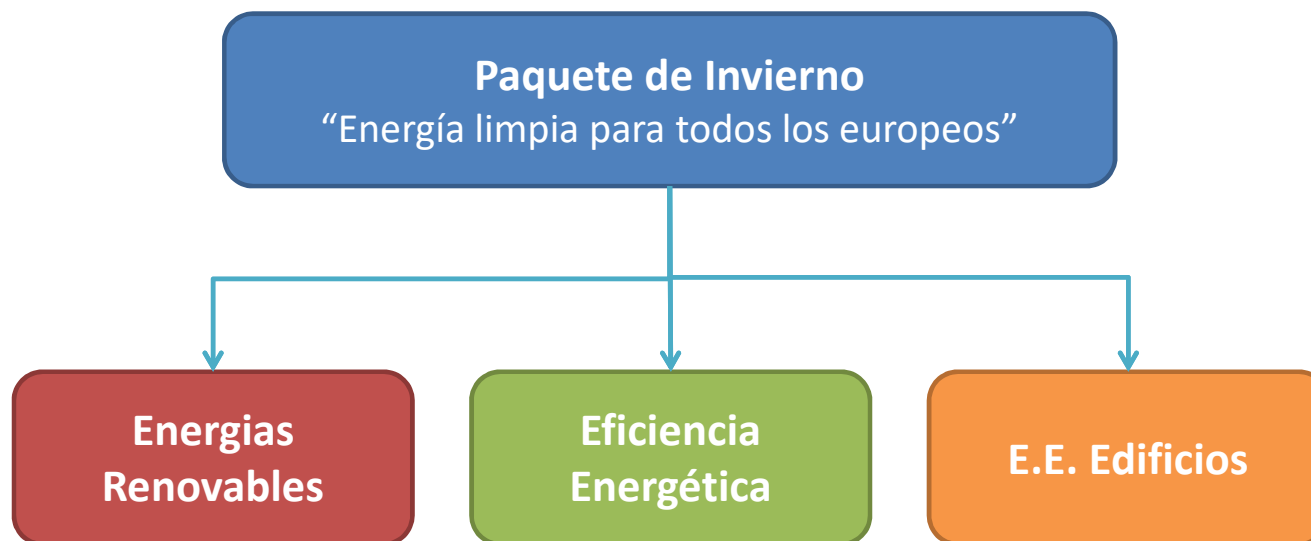 Paquete de Invierno
“Energía limpia para todos los europeos”
Energias
Renovables
Eficiencia
Energética
E.E. Edificios